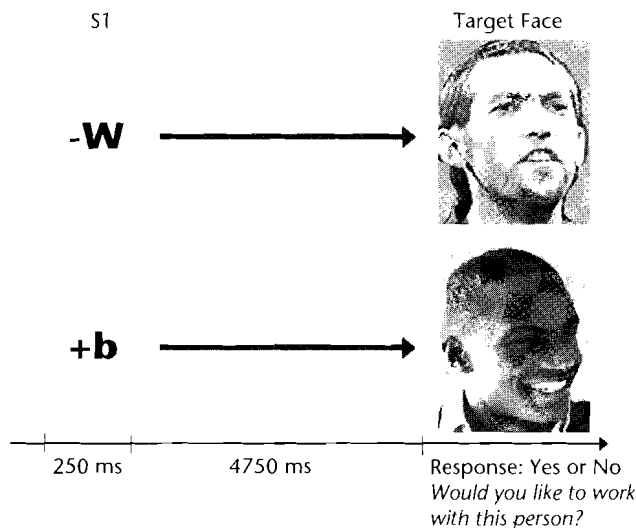 S1 Target Face
-W
+b
250 ms 4750 ms Response: Yes or No
Would you like to work
with this person?